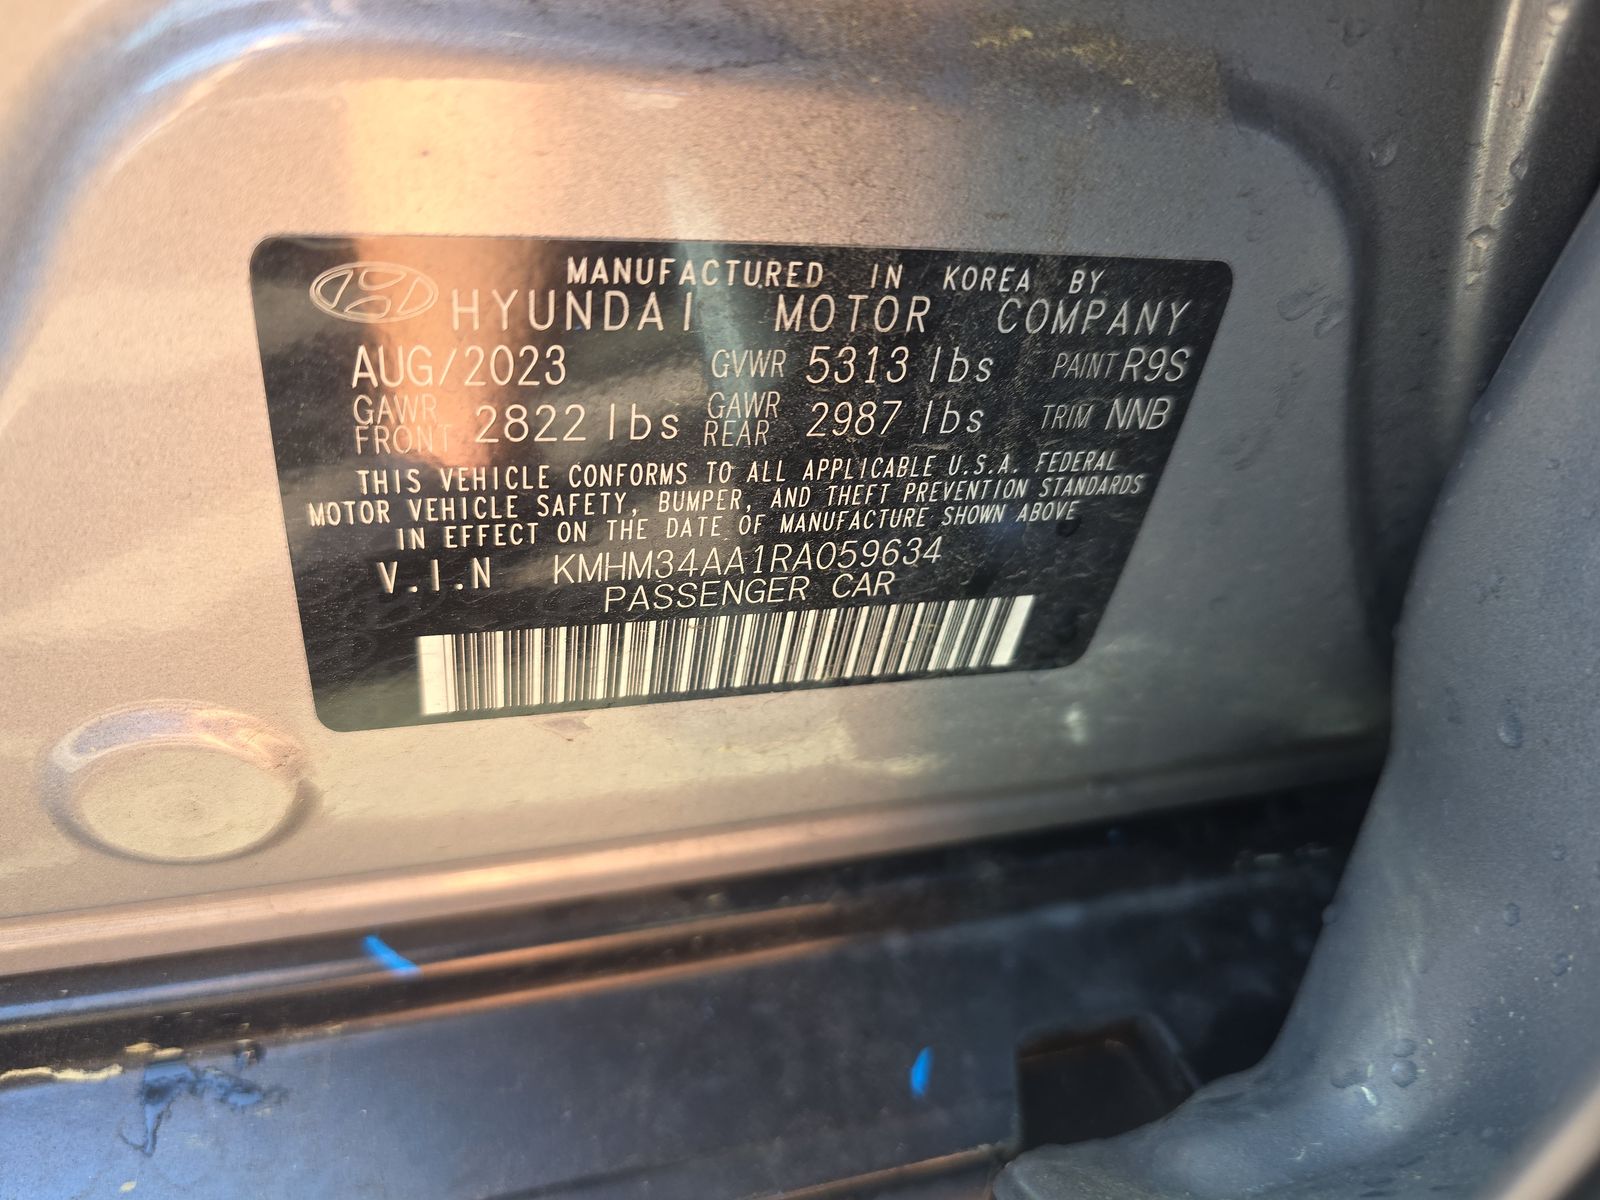 MANUFACTURED IN KOREA BY
HYUNDAI MOTOR COMPANY
AUG/2023 GVWR 5313 lbs PAINT R9S
GAWR FRONT 2822 lbs GAWR REAR 2987 lbs TRIM NNB
THIS VEHICLE CONFORMS TO ALL APPLICABLE U.S.A. FEDERAL
MOTOR VEHICLE SAFETY, BUMPER, AND THEFT PREVENTION STANDARDS
IN EFFECT ON THE DATE OF MANUFACTURE SHOWN ABOVE
V.I.N KMHM34AA1RA059634
PASSENGER CAR